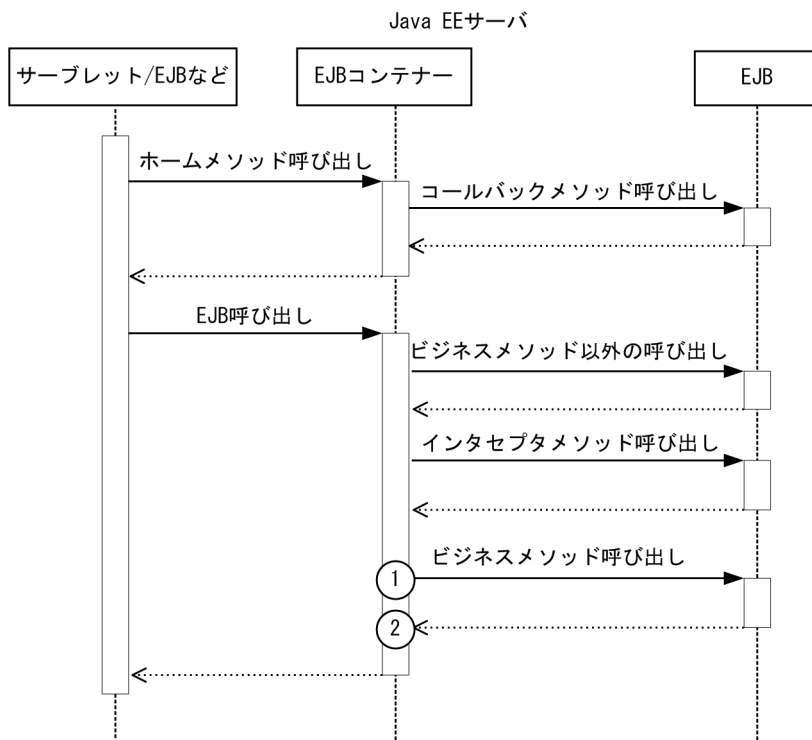 Java EEサーバ
サーブレット/EJBなど
EJBコンテナー
EJB
ホームメソッド呼び出し
コールバックメソッド呼び出し
EJB呼び出し
ビジネスメソッド以外の呼び出し
インタセプタメソッド呼び出し
ビジネスメソッド呼び出し
1
2